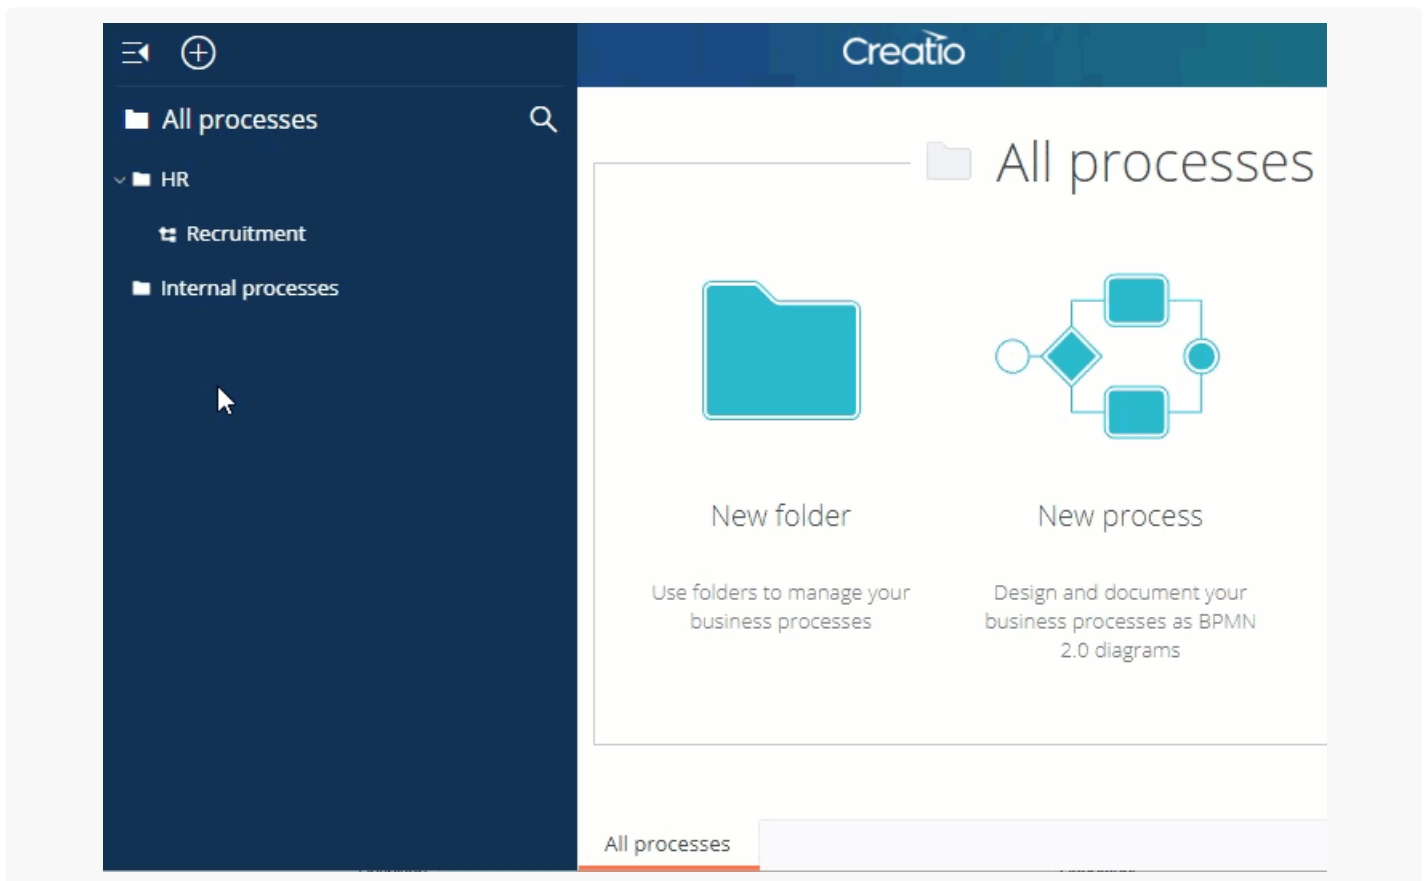 Creatio
All processes
HR
Recruitment
Internal processes
All processes
New folder
Use folders to manage your
business processes
New process
Design and document your
business processes as BPMN
2.0 diagrams
All processes